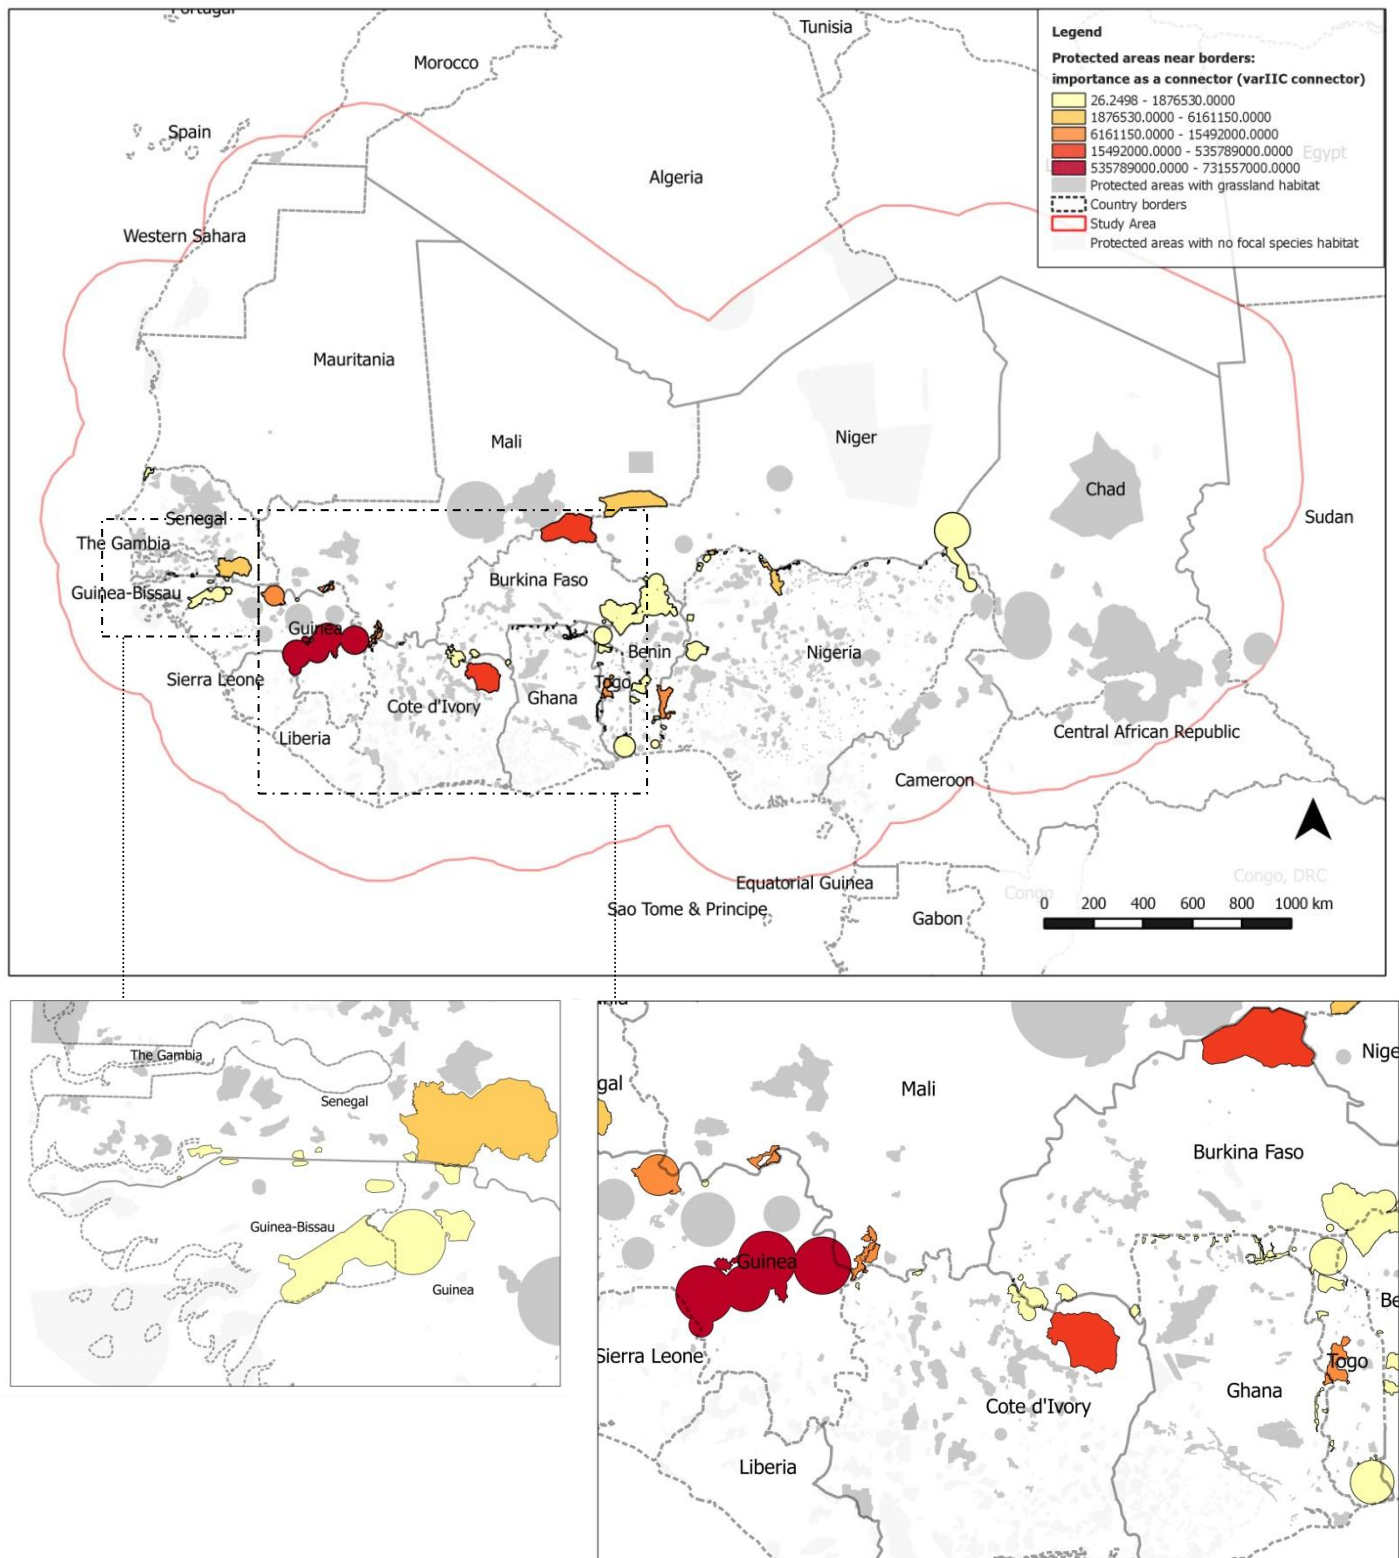 Portugal
Tunisia
Morocco
Spain
Algeria
Western Sahara
Legend
Protected areas near borders:
importance as a connector (varIIC connector)
26.2498 - 1876530.0000
1876530.0000 - 6161150.0000
6161150.0000 - 15492000.0000
15492000.0000 - 535789000.0000
535789000.0000 - 731557000.0000
Protected areas with grassland habitat
Country borders
Study Area
Protected areas with no focal species habitat
Egypt
Mauritania
Mali
Niger
Chad
Sudan
Senegal
The Gambia
Guinea-Bissau
Burkina Faso
Guinea
Benin
Nigeria
Sierra Leone
Togo
Ghana
Cote d'Ivory
Liberia
Central African Republic
Cameroon
Equatorial Guinea
Sao Tome & Principe
Gabon
Congo
Congo, DRC
0 200 400 600 800 1000 km
The Gambia
Senegal
Guinea-Bissau
Guinea
gal
Mali
Nige
Burkina Faso
Guinea
Be
Sierra Leone
Togo
Ghana
Cote d'Ivory
Liberia